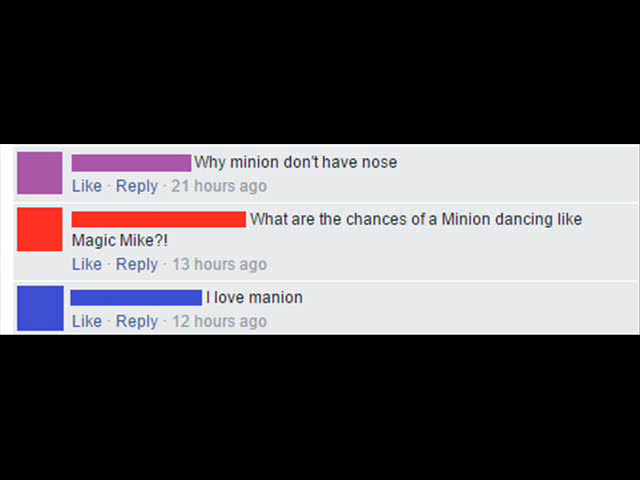 Why minion don't have nose
Like · Reply · 21 hours ago
What are the chances of a Minion dancing like
Magic Mike?!
Like · Reply · 13 hours ago
I love manion
Like · Reply · 12 hours ago